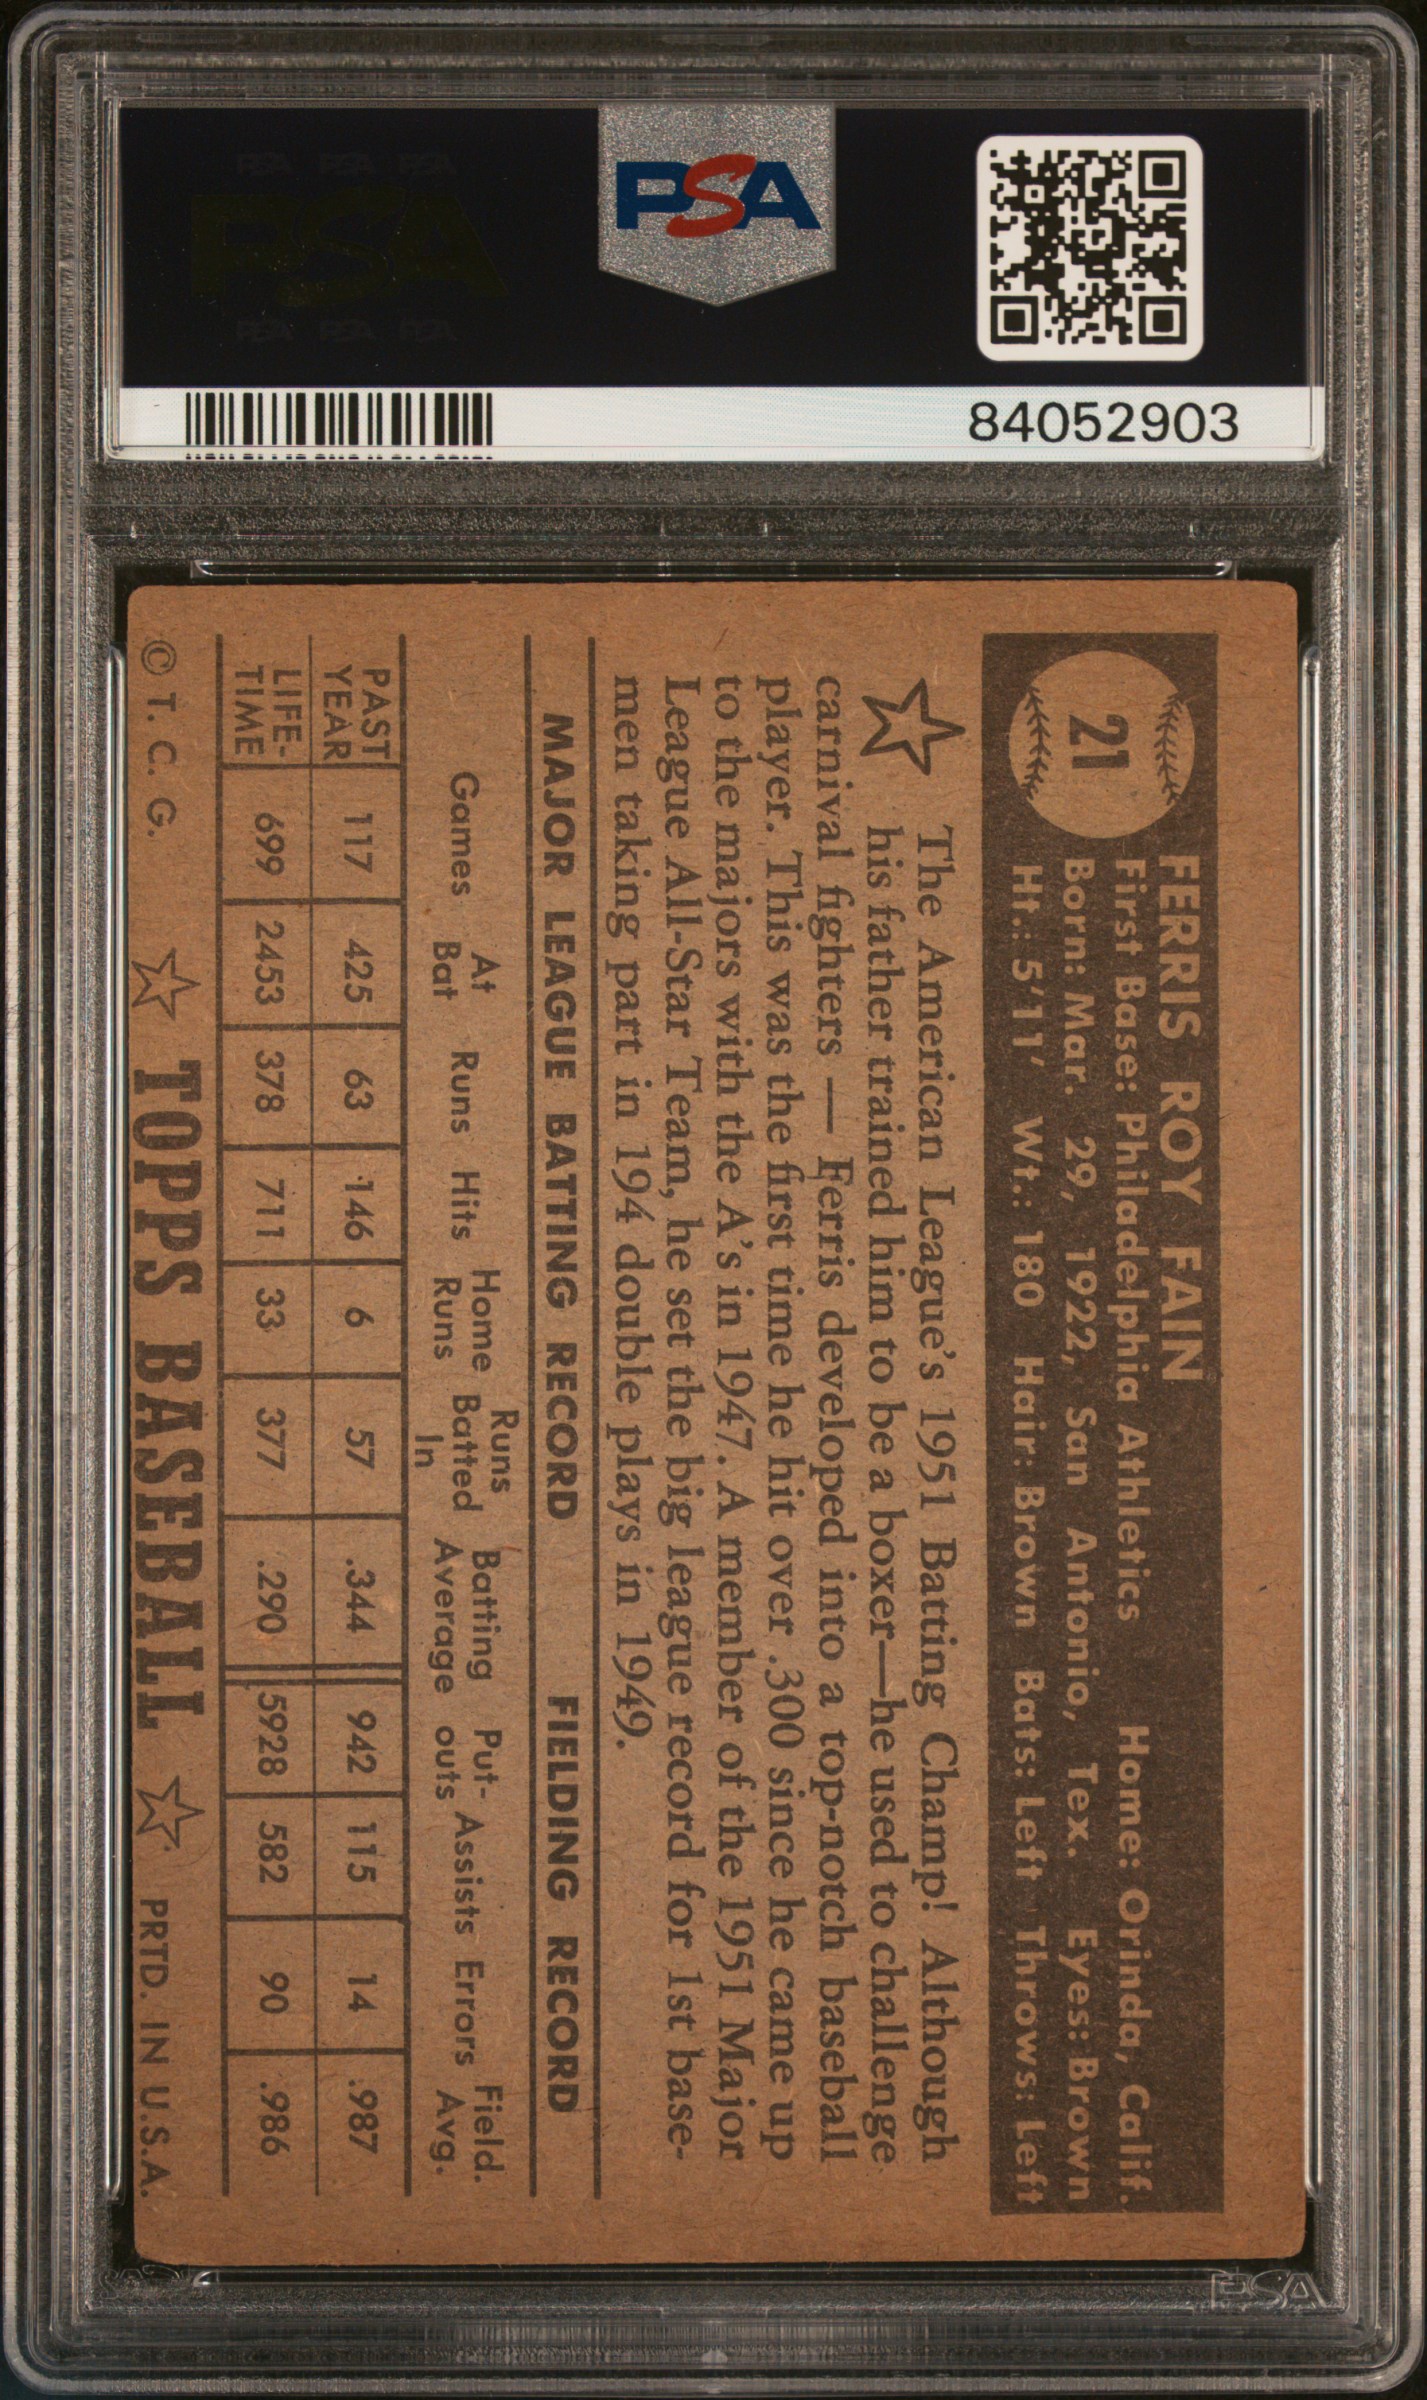 PSA PSA PSA
PSA
PSA PSA PSA
PSA
84052903
21
FERRIS ROY FAIN
First Base: Philadelphia Athletics Home: Orinda, Calif.
Born: Mar. 29, 1922, San Antonio, Tex. Eyes: Brown
Ht.: 5'11' Wt.: 180 Hair: Brown Bats: Left Throws: Left
The American League's 1951 Batting Champ! Although
his father trained him to be a boxer—he used to challenge
carnival fighters — Ferris developed into a top-notch baseball
player. This was the first time he hit over .300 since he came up
to the majors with the A's in 1947. A member of the 1951 Major
League All-Star Team, he set the big league record for 1st base-
men taking part in 194 double plays in 1949.
MAJOR LEAGUE BATTING RECORD FIELDING RECORD
Games At Bat Runs Hits Home Runs Runs Batted In Batting Average Put-outs Assists Errors Field. Avg.
PAST YEAR 117 425 63 146 6 57 .344 942 115 14 .987
LIFE-TIME 699 2453 378 711 33 377 .290 5928 582 90 .986
© T. C. G. TOPPS BASEBALL PRTD. IN U.S.A.
PSA